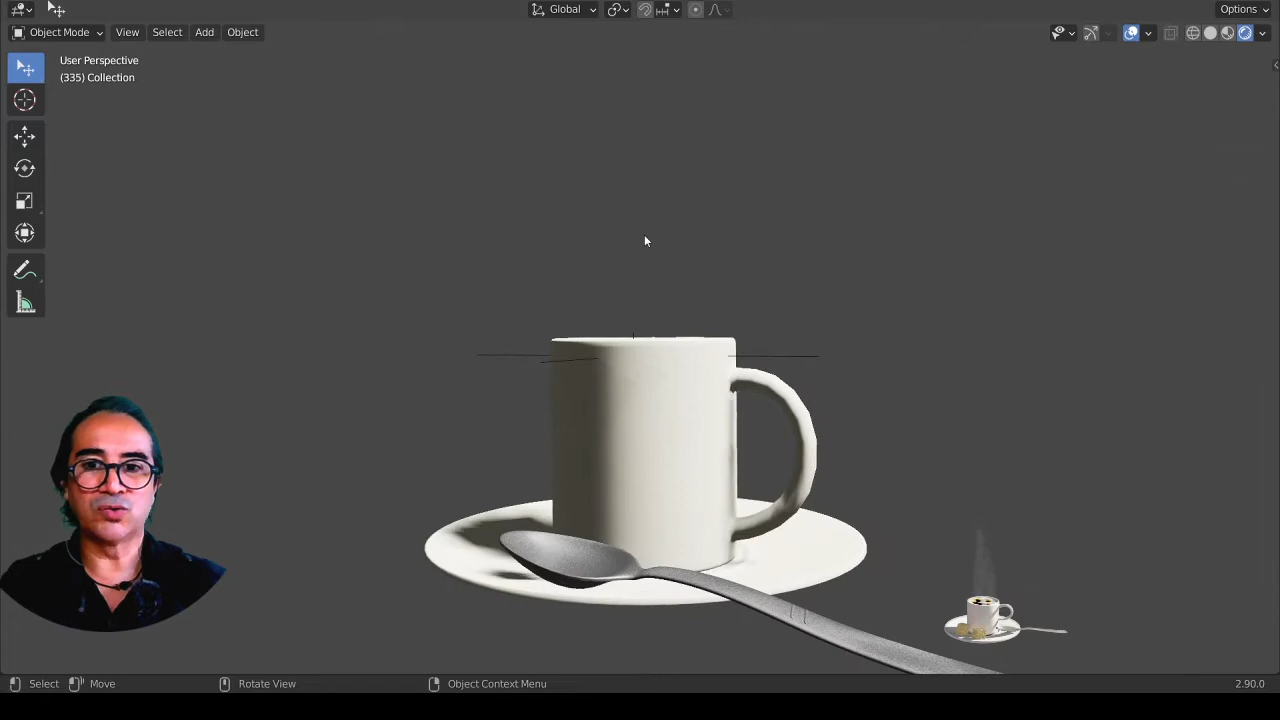 Global
Options
Object Mode
View
Select
Add
Object
User Perspective
(335) Collection
Select
Move
Rotate View
Object Context Menu
2.90.0